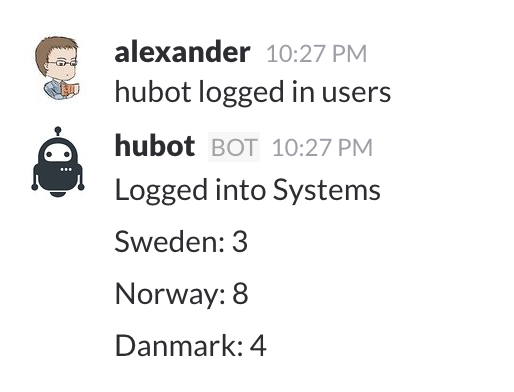 alexander 10:27 PM
hubot logged in users
hubot BOT 10:27 PM
Logged into Systems
Sweden: 3
Norway: 8
Danmark: 4